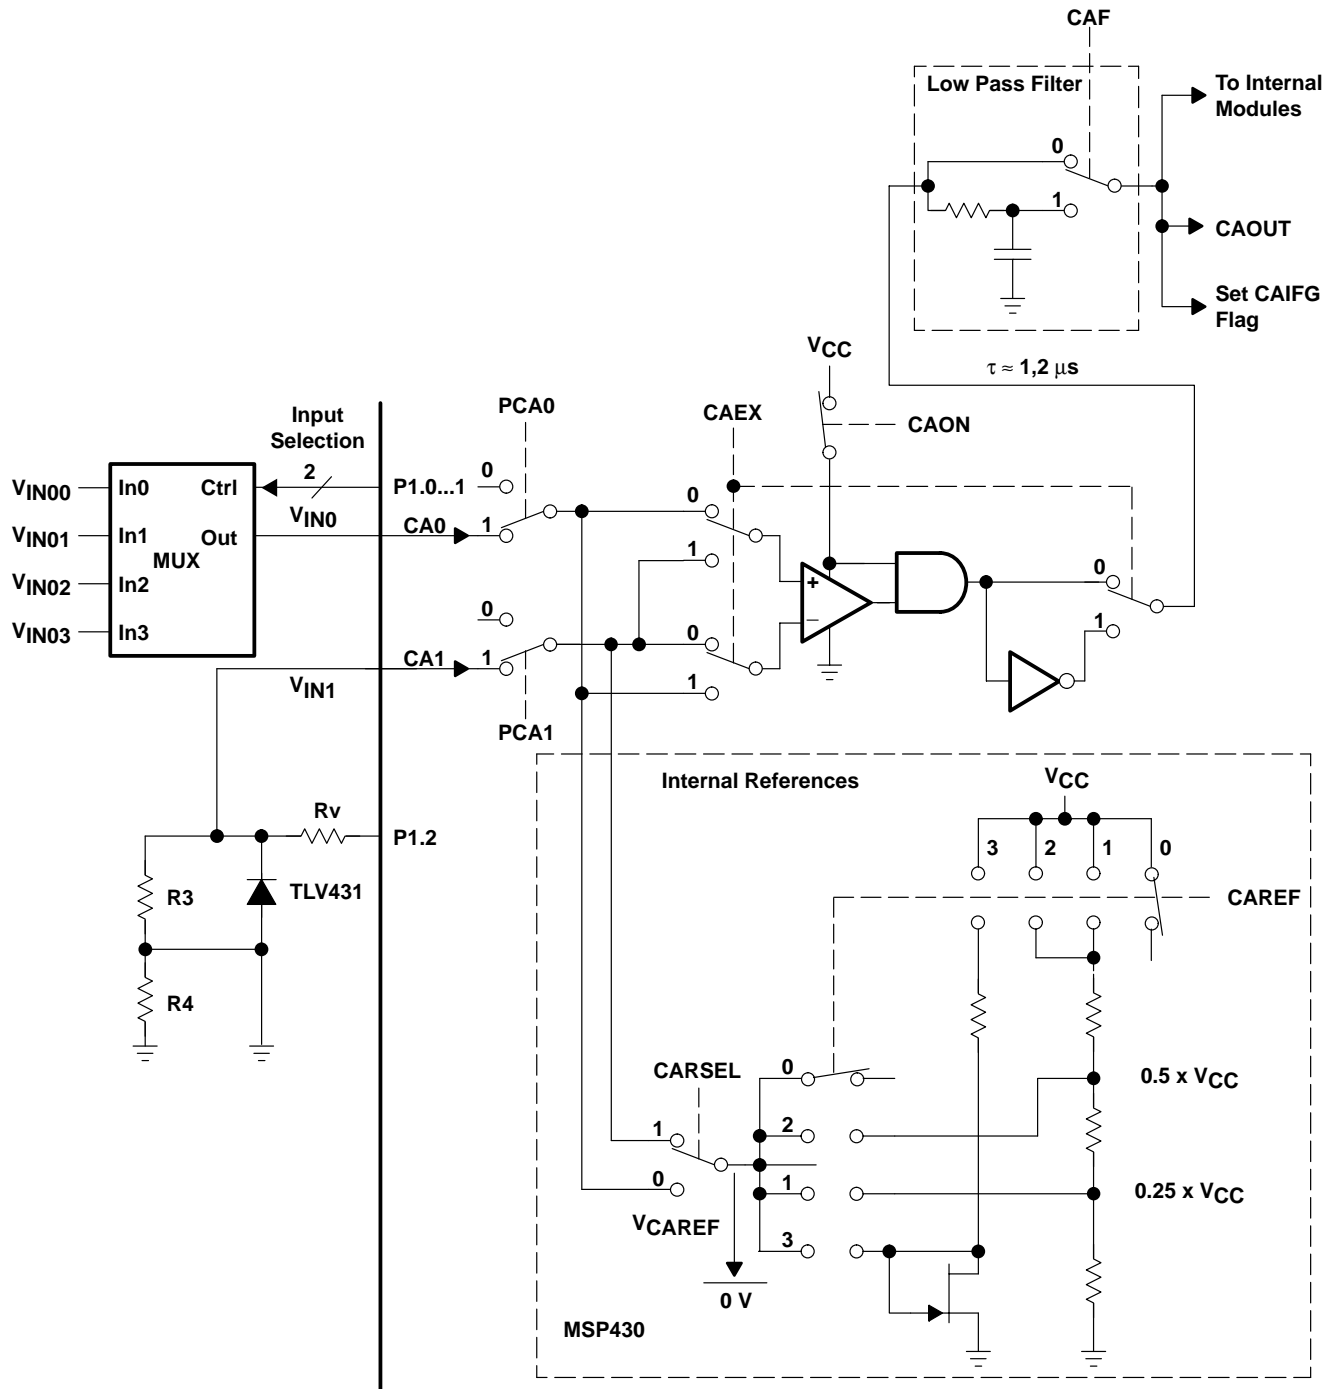 CAF
Low Pass Filter
To Internal
Modules
0
1
CAOUT
Set CAIFG
Flag
VCC
τ ≈ 1,2 μs
PCA0
CAEX
CAON
Input
Selection
2
0
P1.0...1
VIN00
In0
Ctrl
VIN0
0
VIN01
In1
Out
CA0
1
MUX
1
0
VIN02
In2
+
0
VIN03
In3
–
1
CA1
1
0
VIN1
1
PCA1
Internal References
VCC
Rv
P1.2
3
2
1
0
R3
TLV431
CAREF
R4
CARSEL
0
0.5 x VCC
1
2
0
1
0.25 x VCC
VCAREF
3
0 V
MSP430